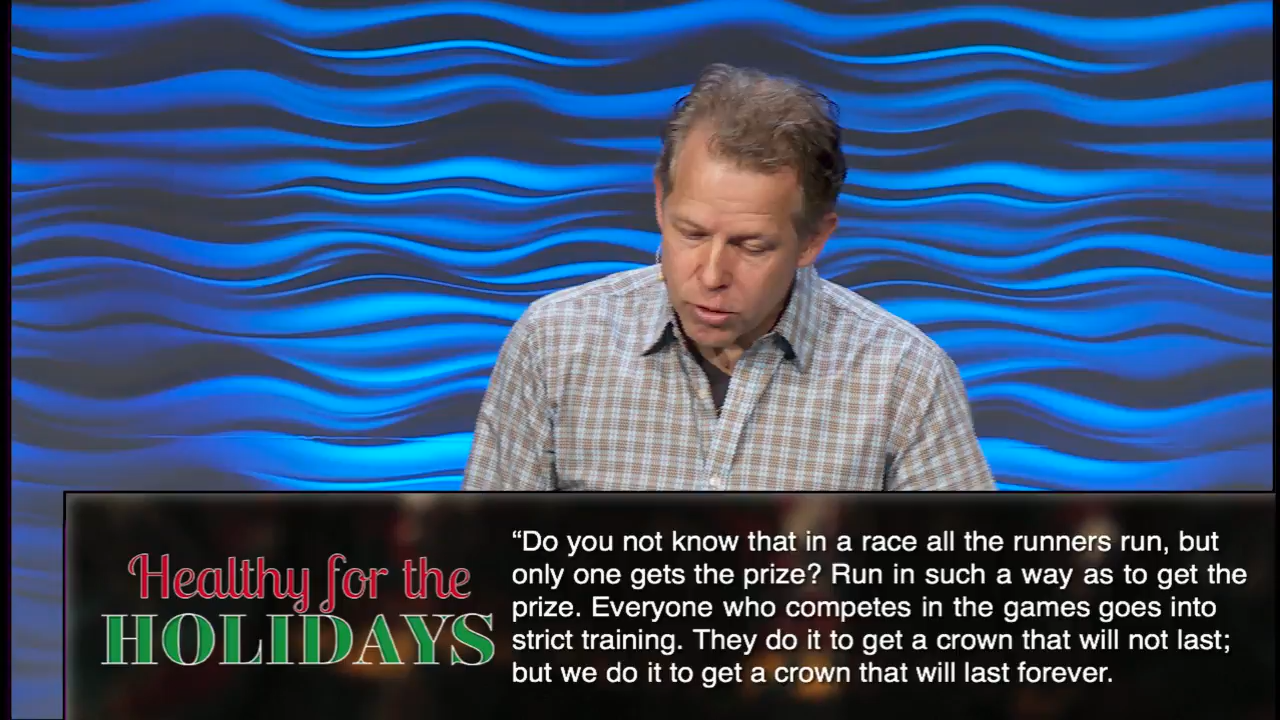 Healthy for the
HOLIDAYS
“Do you not know that in a race all the runners run, but
only one gets the prize? Run in such a way as to get the
prize. Everyone who competes in the games goes into
strict training. They do it to get a crown that will not last;
but we do it to get a crown that will last forever.